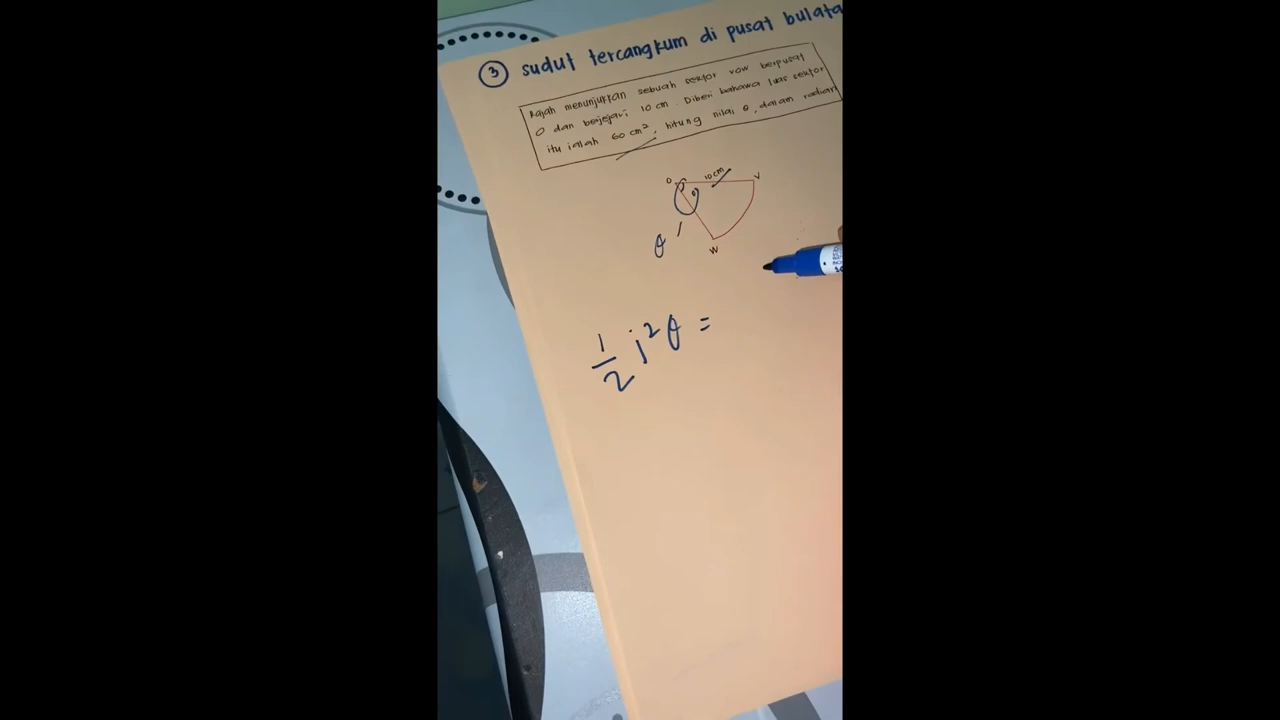 ③ sudut tercangkum di pusat bulata
Rajah menunjukkan sebuah sektor VOW berpusat
O dan berjejari 10 cm. Diberi bahawa luas sektor
itu ialah 60 cm², hitung nilai θ, dalam radian
O 10 cm V
θ
θ
W
1/2 j²θ =